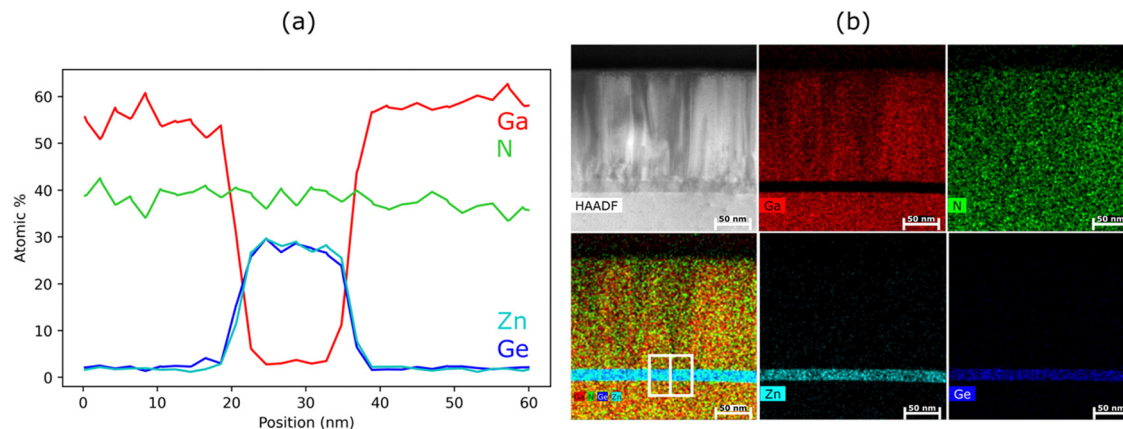 (a)
60
50
40
30
20
10
0
Atomic %
Ga
N
Zn
Ge
0 10 20 30 40 50 60
Position (nm)
(b)
HAADF
50 nm
Ga
50 nm
N
50 nm
Ga N Ge Zn
50 nm
Zn
50 nm
Ge
50 nm